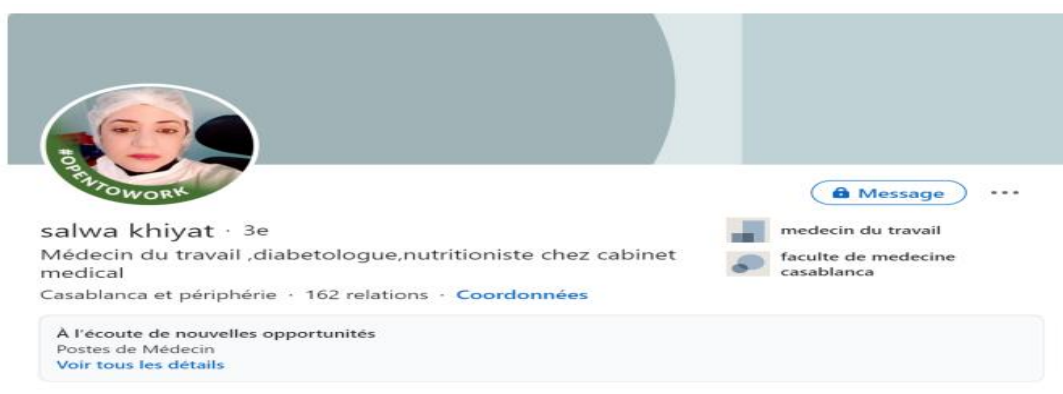 #OPENTOWORK
Message
salwa khiyat · 3e
Médecin du travail ,diabetologue,nutritioniste chez cabinet
medical
Casablanca et périphérie · 162 relations · Coordonnées
medecin du travail
faculte de medecine
casablanca
À l'écoute de nouvelles opportunités
Postes de Médecin
Voir tous les détails